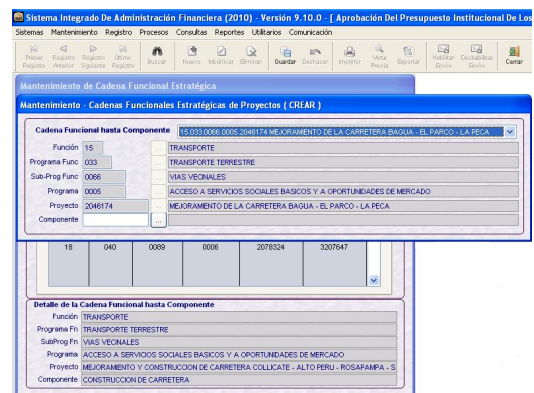 Sistema Integrado De Administración Financiera (2010) - Versión 9.10.0 - [ Aprobación Del Presupuesto Institucional De Los
Sistemas Mantenimiento Registro Procesos Consultas Reportes Utilitarios Comunicación
Primer Registro Registro Anterior Registro Siguiente Último Registro Buscar Nuevo Modificar Eliminar Guardar Deshacer Imprimir Vista Previa Exportar Habilitar Envío Deshabilitar Envío Cerrar
Mantenimiento de Cadena Funcional Estratégica
Mantenimiento - Cadenas Funcionales Estratégicas de Proyectos ( CREAR )
Cadena Funcional hasta Componente 15.033.0066.0005.2046174 MEJORAMIENTO DE LA CARRETERA BAGUA - EL PARCO - LA PECA
Función 15 ... TRANSPORTE
Programa Func 033 ... TRANSPORTE TERRESTRE
Sub-Prog Func 0066 ... VIAS VECINALES
Programa 0005 ... ACCESO A SERVICIOS SOCIALES BASICOS Y A OPORTUNIDADES DE MERCADO
Proyecto 2046174 ... MEJORAMIENTO DE LA CARRETERA BAGUA - EL PARCO - LA PECA
Componente ...
18 040 0089 0006 2078324 3207647
Detalle de la Cadena Funcional hasta Componente
Función TRANSPORTE
Programa Fn TRANSPORTE TERRESTRE
SubProg Fn VIAS VECINALES
Programa ACCESO A SERVICIOS SOCIALES BASICOS Y A OPORTUNIDADES DE MERCADO
Proyecto MEJORAMIENTO Y CONSTRUCCION DE CARRETERA COLLICATE - ALTO PERU - ROSAPAMPA - S
Componente CONSTRUCCION DE CARRETERA